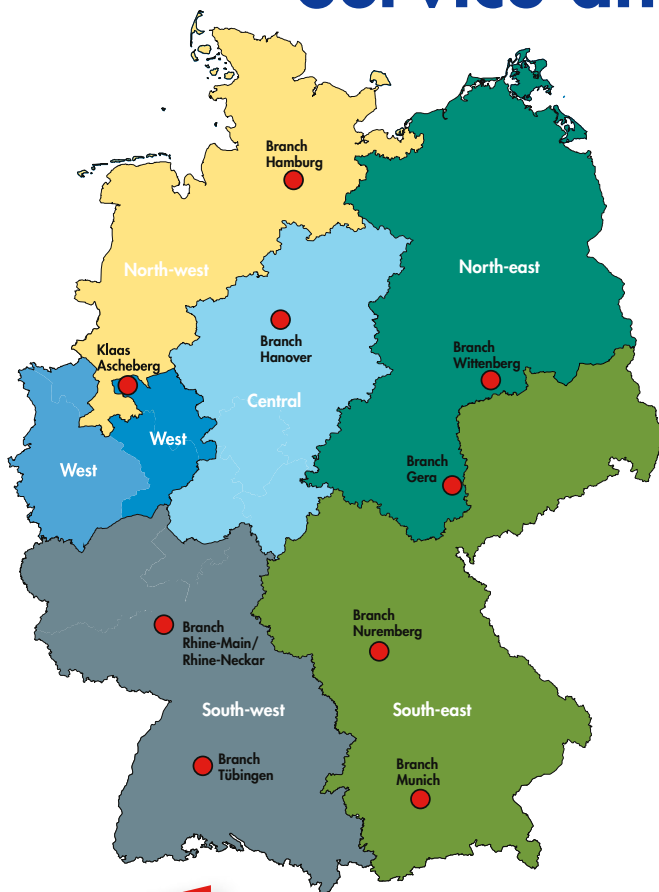 Branch
Hamburg
North-west
North-east
Branch
Hanover
Klaas
Ascheberg
Branch
Wittenberg
Central
West
West
Branch
Gera
Branch
Nuremberg
Branch
Rhine-Main/
Rhine-Neckar
South-west
South-east
Branch
Tübingen
Branch
Munich